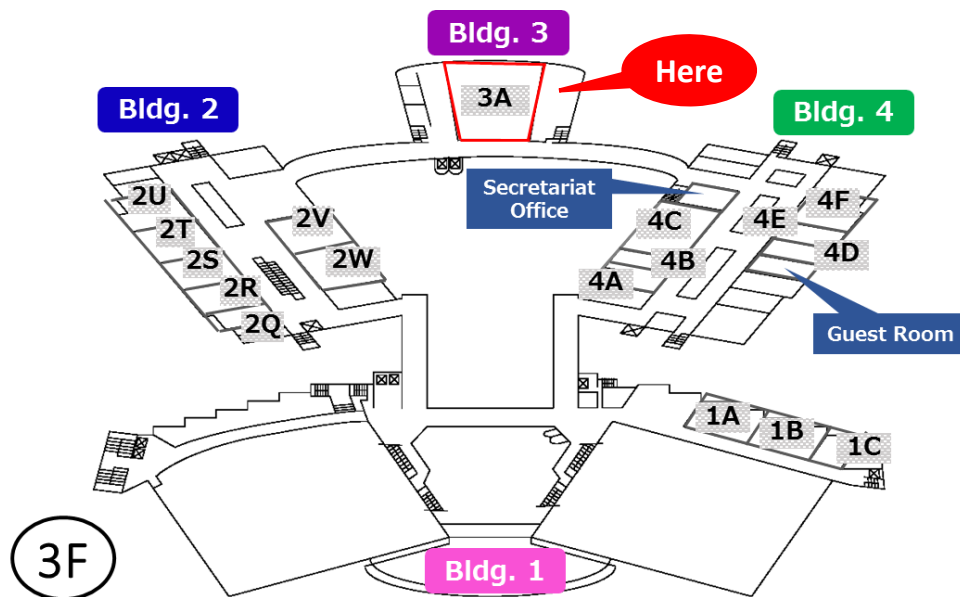 Bldg. 3
Here
3A
Bldg. 2
Bldg. 4
2U
2T
2S
2R
2Q
2V
2W
Secretariat
Office
4C
4B
4A
4E
4F
4D
Guest Room
1A
1B
1C
3F
Bldg. 1